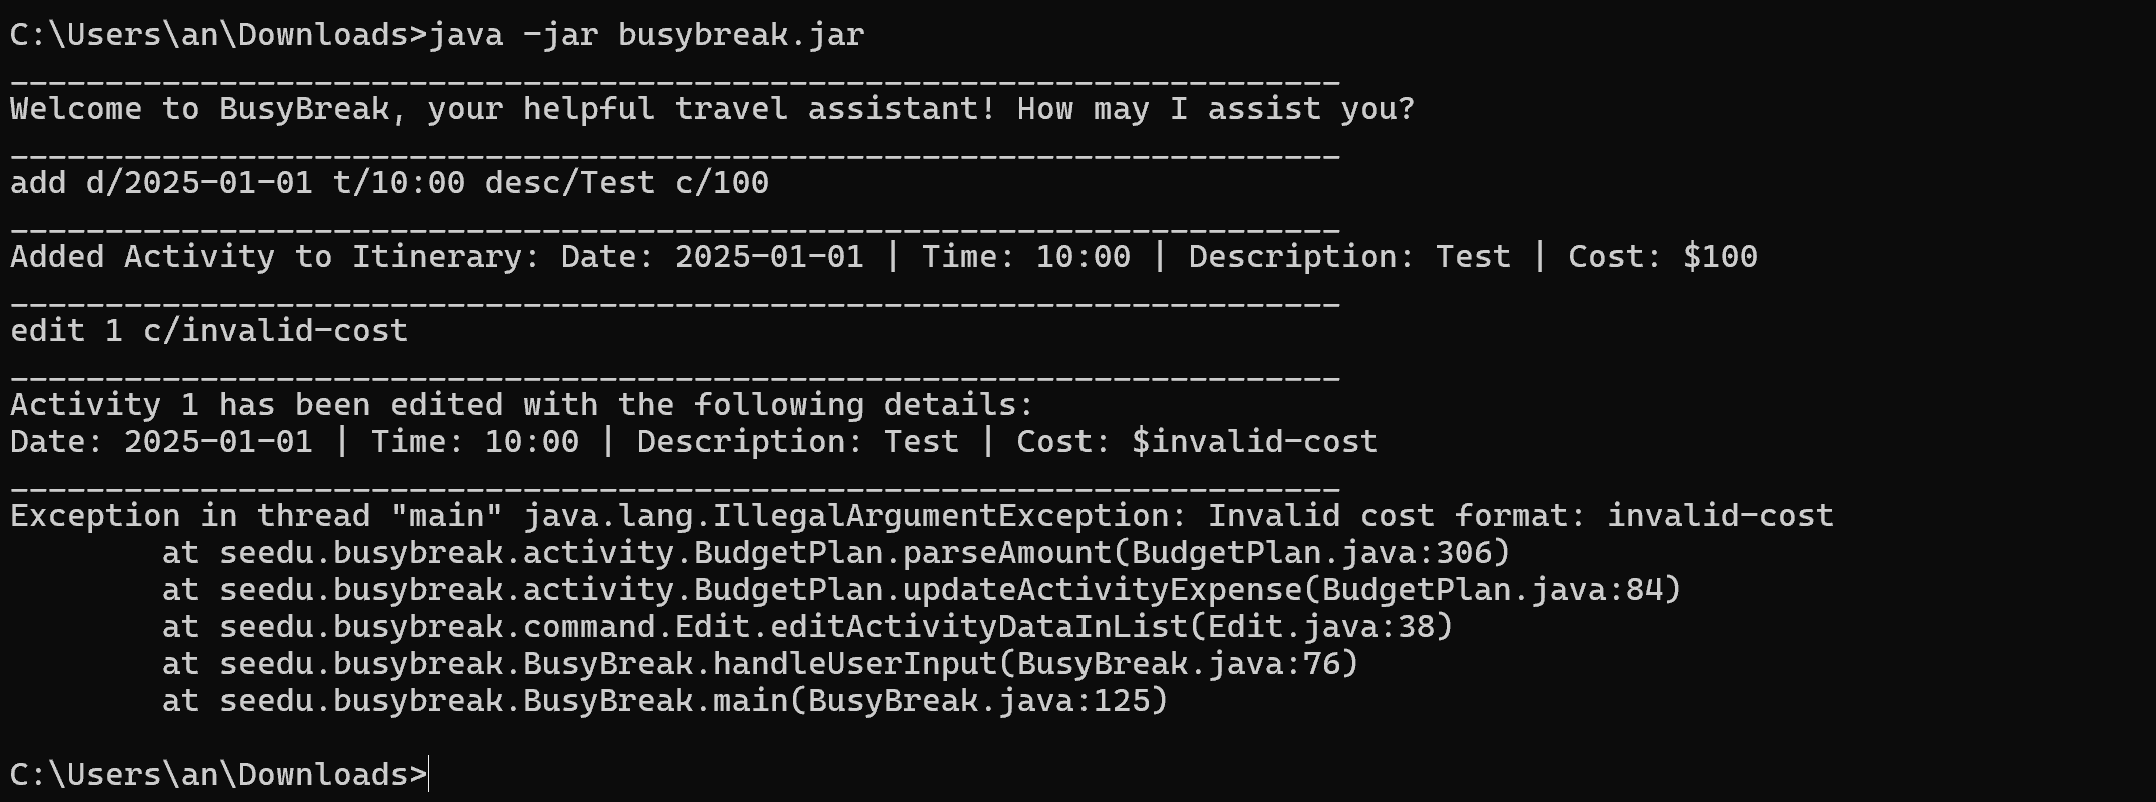 C:\Users\an\Downloads>java -jar busybreak.jar
______________________________________________________________________
Welcome to BusyBreak, your helpful travel assistant! How may I assist you?
______________________________________________________________________
add d/2025-01-01 t/10:00 desc/Test c/100
______________________________________________________________________
Added Activity to Itinerary: Date: 2025-01-01 | Time: 10:00 | Description: Test | Cost: $100
______________________________________________________________________
edit 1 c/invalid-cost
______________________________________________________________________
Activity 1 has been edited with the following details:
Date: 2025-01-01 | Time: 10:00 | Description: Test | Cost: $invalid-cost
______________________________________________________________________
Exception in thread "main" java.lang.IllegalArgumentException: Invalid cost format: invalid-cost
        at seedu.busybreak.activity.BudgetPlan.parseAmount(BudgetPlan.java:306)
        at seedu.busybreak.activity.BudgetPlan.updateActivityExpense(BudgetPlan.java:84)
        at seedu.busybreak.command.Edit.editActivityDataInList(Edit.java:38)
        at seedu.busybreak.BusyBreak.handleUserInput(BusyBreak.java:76)
        at seedu.busybreak.BusyBreak.main(BusyBreak.java:125)
C:\Users\an\Downloads>